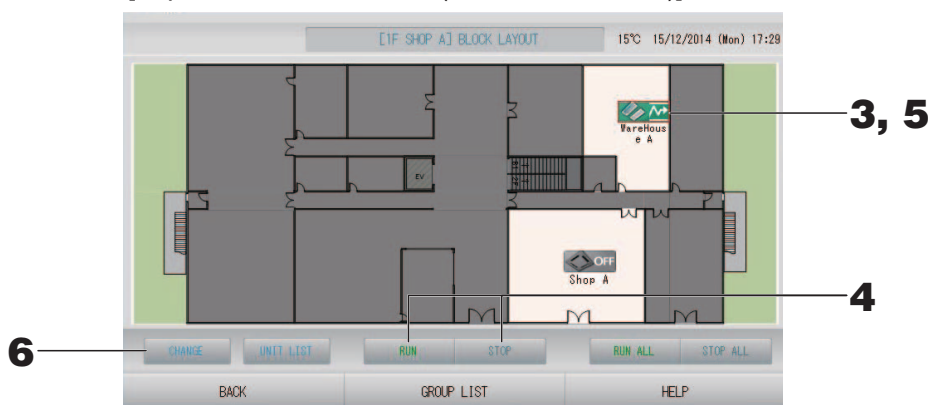 [1F SHOP A] BLOCK LAYOUT 15℃ 15/12/2014 (Mon) 17:29
3, 5
WareHous
e A
EV
OFF
Shop A
4
6
CHANGE UNIT LIST RUN STOP RUN ALL STOP ALL
BACK GROUP LIST HELP